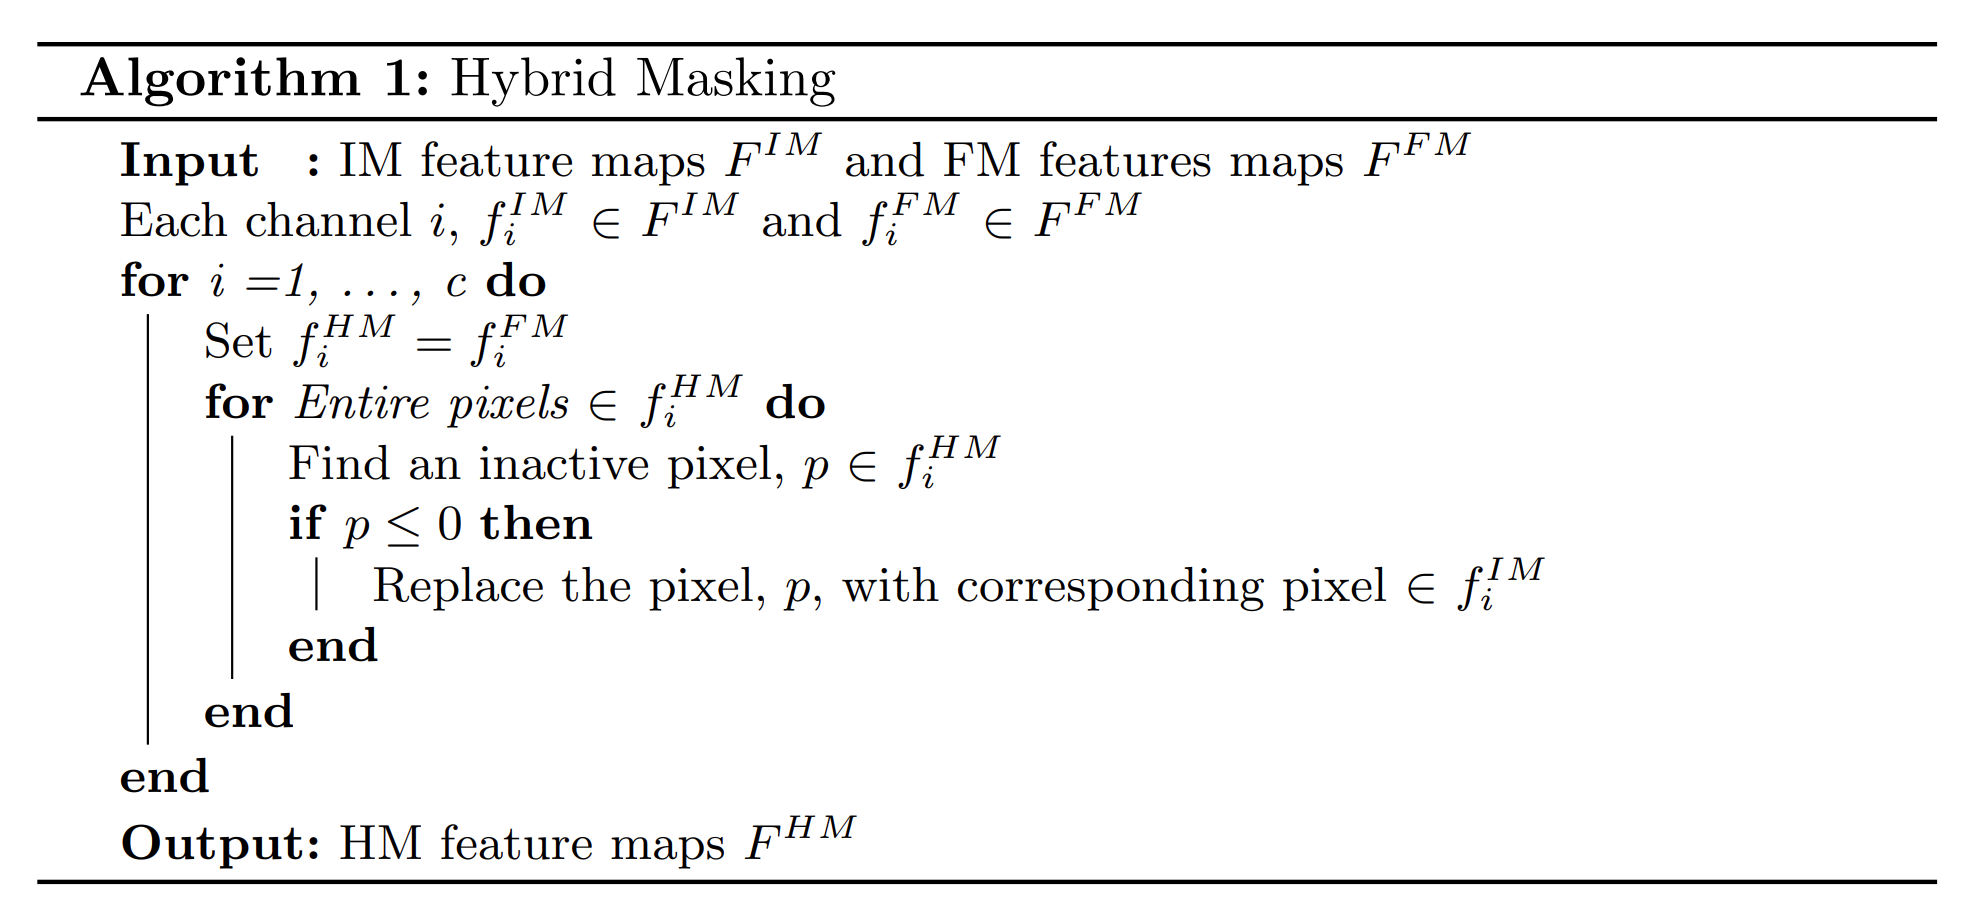 Algorithm 1: Hybrid Masking
Input : IM feature maps $F^{IM}$ and FM features maps $F^{FM}$
Each channel $i$, $f_i^{IM} \in F^{IM}$ and $f_i^{FM} \in F^{FM}$
for i =1, . . . , c do
Set $f_i^{HM} = f_i^{FM}$
for Entire pixels $\in f_i^{HM}$ do
Find an inactive pixel, $p \in f_i^{HM}$
if $p \leq 0$ then
Replace the pixel, $p$, with corresponding pixel $\in f_i^{IM}$
end
end
end
Output: HM feature maps $F^{HM}$